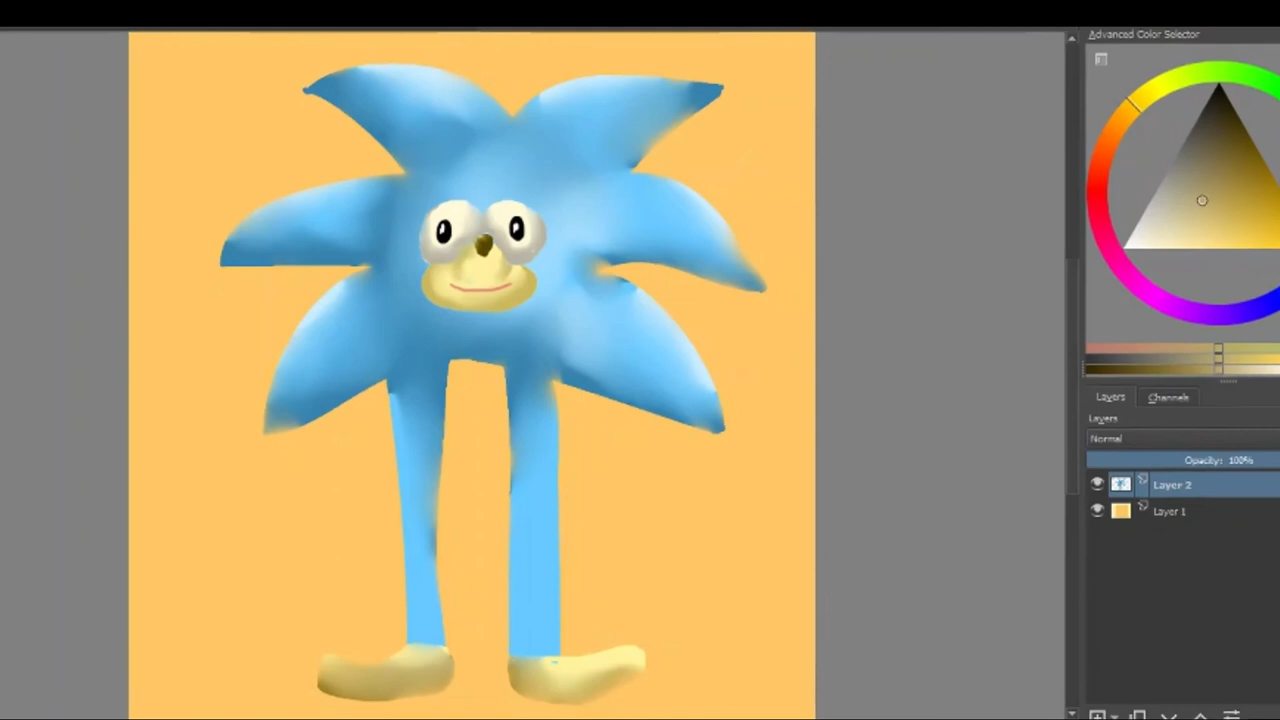 Advanced Color Selector
Layers
Channels
Layers
Normal
Opacity: 100%
Layer 2
Layer 1